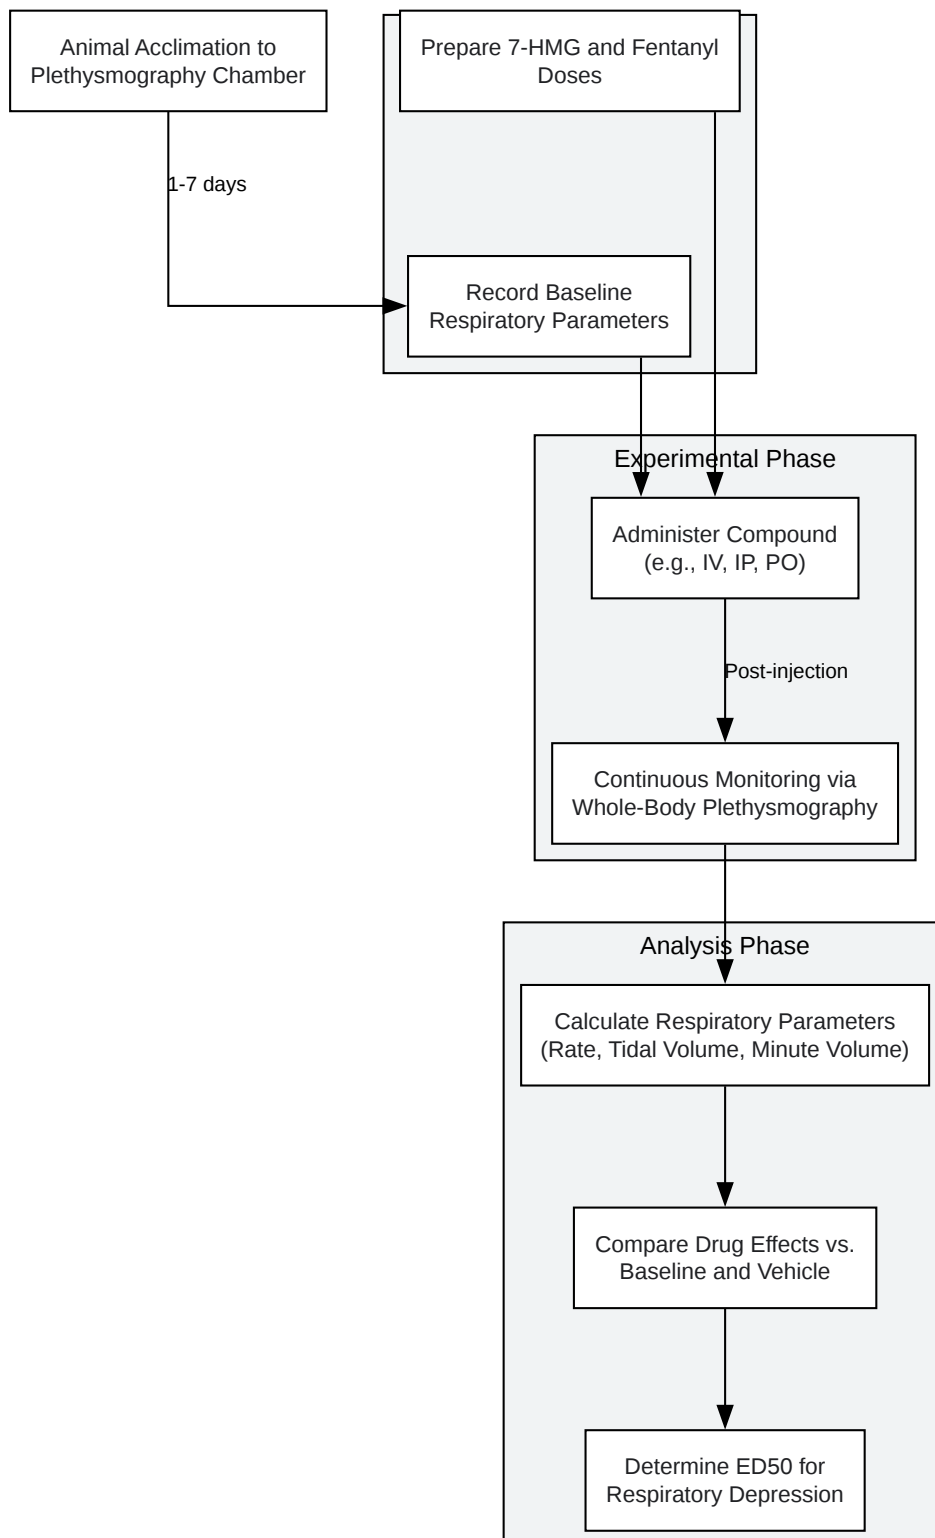 Animal Acclimation to
Plethysmography Chamber
Prepare 7-HMG and Fentanyl
Doses
1-7 days
Record Baseline
Respiratory Parameters
Experimental Phase
Administer Compound
(e.g., IV, IP, PO)
Post-injection
Continuous Monitoring via
Whole-Body Plethysmography
Analysis Phase
Calculate Respiratory Parameters
(Rate, Tidal Volume, Minute Volume)
Compare Drug Effects vs.
Baseline and Vehicle
Determine ED50 for
Respiratory Depression